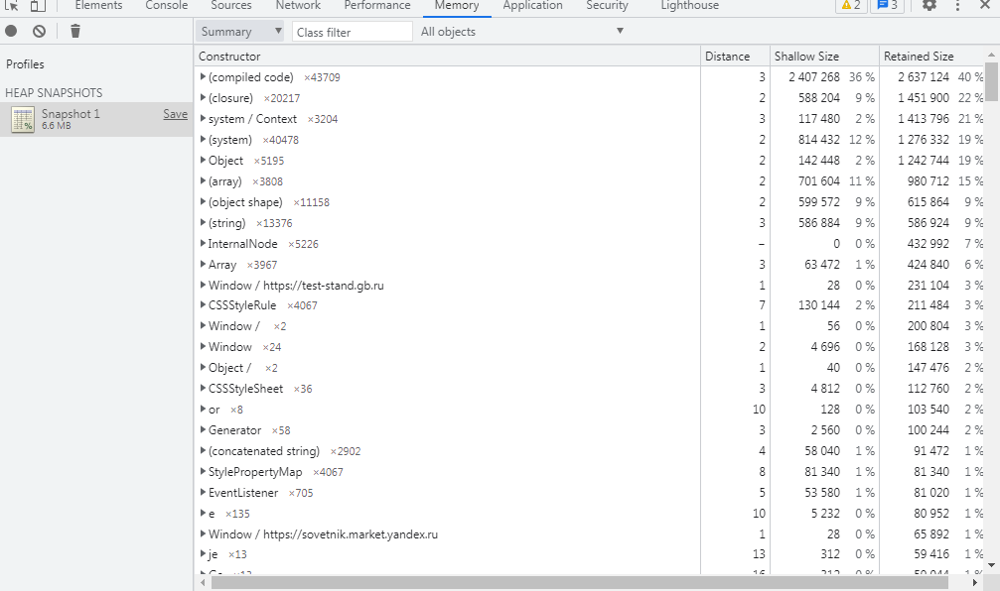 Elements Console Sources Network Performance Memory Application Security Lighthouse 2 3
Summary ▼ Class filter All objects ▼
Profiles
HEAP SNAPSHOTS
Snapshot 1 Save
6.6 MB
Constructor Distance Shallow Size Retained Size
(compiled code) ×43709 3 2 407 268 36 % 2 637 124 40 %
(closure) ×20217 2 588 204 9 % 1 451 900 22 %
system / Context ×3204 3 117 480 2 % 1 413 796 21 %
(system) ×40478 2 814 432 12 % 1 276 332 19 %
Object ×5195 2 142 448 2 % 1 242 744 19 %
(array) ×3808 2 701 604 11 % 980 712 15 %
(object shape) ×11158 2 599 572 9 % 615 864 9 %
(string) ×13376 3 586 884 9 % 586 924 9 %
InternalNode ×5226 – 0 0 % 432 992 7 %
Array ×3967 3 63 472 1 % 424 840 6 %
Window / https://test-stand.gb.ru 1 28 0 % 231 104 3 %
CSSStyleRule ×4067 7 130 144 2 % 211 484 3 %
Window / ×2 1 56 0 % 200 804 3 %
Window ×24 2 4 696 0 % 168 128 3 %
Object / ×2 1 40 0 % 147 476 2 %
CSSStyleSheet ×36 3 4 812 0 % 112 760 2 %
or ×8 10 128 0 % 103 540 2 %
Generator ×58 3 2 560 0 % 100 244 2 %
(concatenated string) ×2902 4 58 040 1 % 91 472 1 %
StylePropertyMap ×4067 8 81 340 1 % 81 340 1 %
EventListener ×705 5 53 580 1 % 81 020 1 %
e ×135 10 5 232 0 % 80 952 1 %
Window / https://sovetnik.market.yandex.ru 1 28 0 % 65 892 1 %
je ×13 13 312 0 % 59 416 1 %